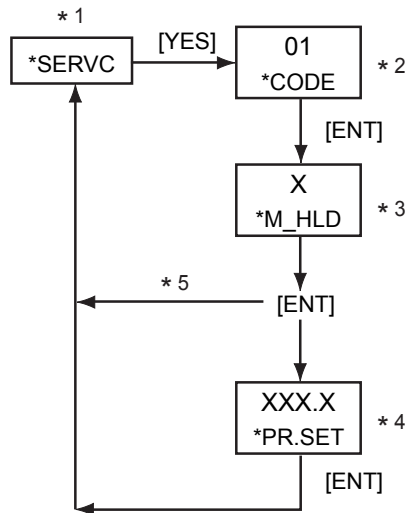 * 1
*SERVC
[YES]
01
*CODE
* 2
[ENT]
X
*M_HLD
* 3
* 5
[ENT]
XXX.X
*PR.SET
* 4
[ENT]